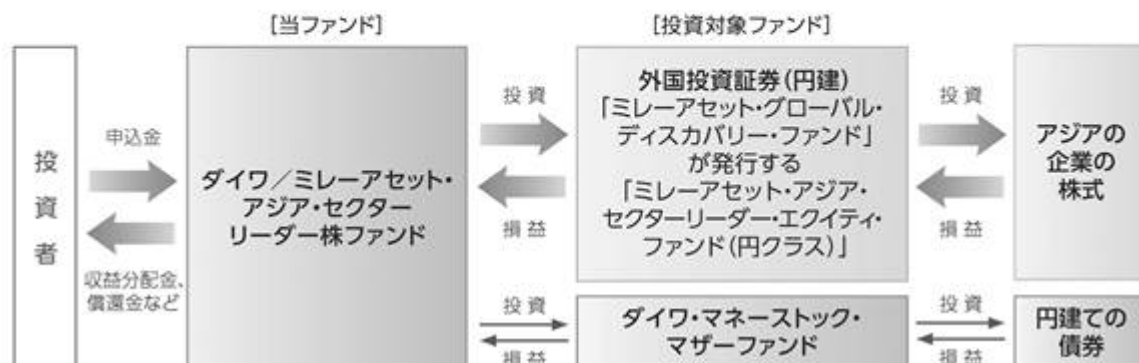 [当ファンド]
[投資対象ファンド]
投資者
申込金
収益分配金、
償還金など
ダイワ／ミレーアセット・
アジア・セクター
リーダー株ファンド
投資
損益
外国投資証券(円建)
「ミレーアセット・グローバル・
ディスカバリー・ファンド」
が発行する
「ミレーアセット・アジア・
セクターリーダー・エクイティ・
ファンド(円クラス)」
投資
損益
アジアの
企業の
株式
投資
損益
ダイワ・マネーストック・
マザーファンド
投資
損益
円建ての
債券